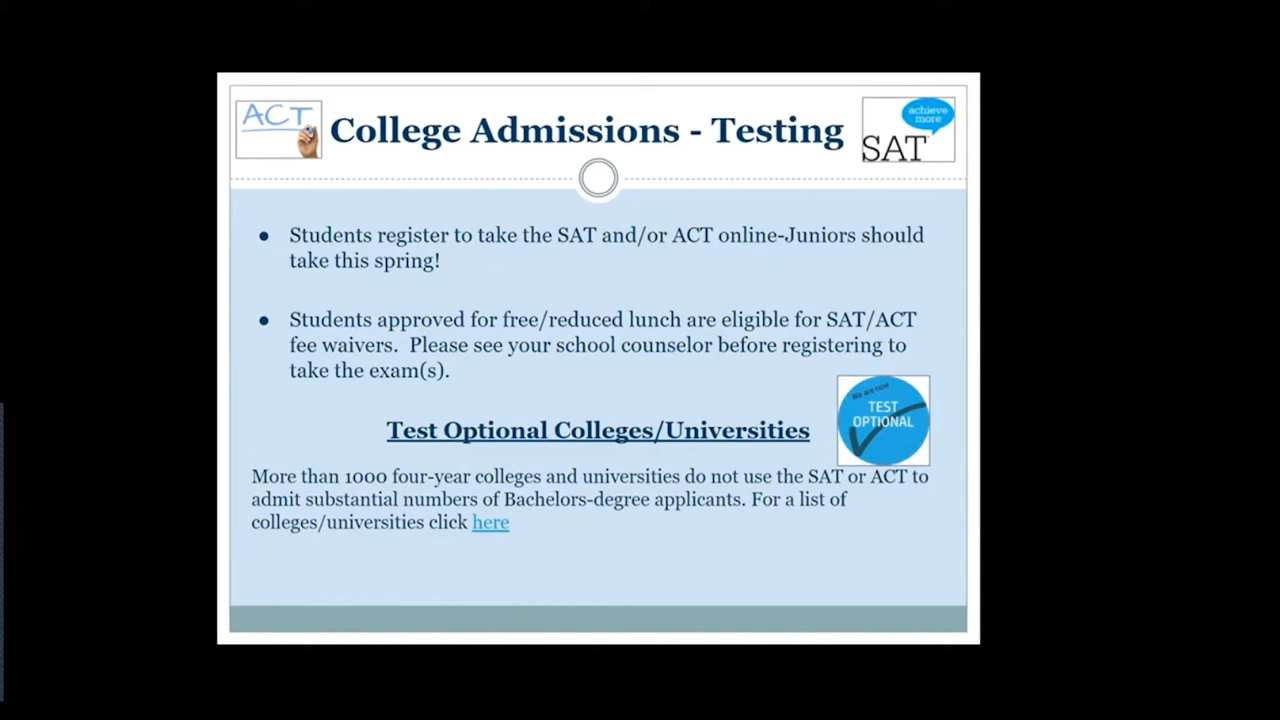 ACT
College Admissions - Testing
achieve
more
SAT
● Students register to take the SAT and/or ACT online-Juniors should
take this spring!
● Students approved for free/reduced lunch are eligible for SAT/ACT
fee waivers.  Please see your school counselor before registering to
take the exam(s).
We are now
TEST
OPTIONAL
Test Optional Colleges/Universities
More than 1000 four-year colleges and universities do not use the SAT or ACT to
admit substantial numbers of Bachelors-degree applicants. For a list of
colleges/universities click here